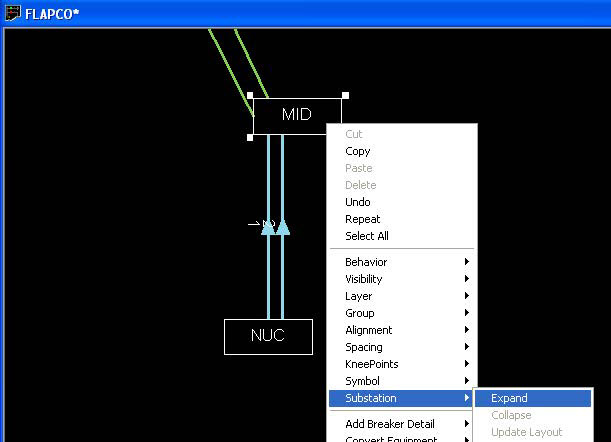 FLAPCO*
MID
Cut
Copy
Paste
Delete
Undo
Repeat
Select All
Behavior
Visibility
Layer
Group
Alignment
Spacing
KneePoints
Symbol
Substation
Expand
Collapse
Update Layout
Add Breaker Detail
Convert Equipment
NUC